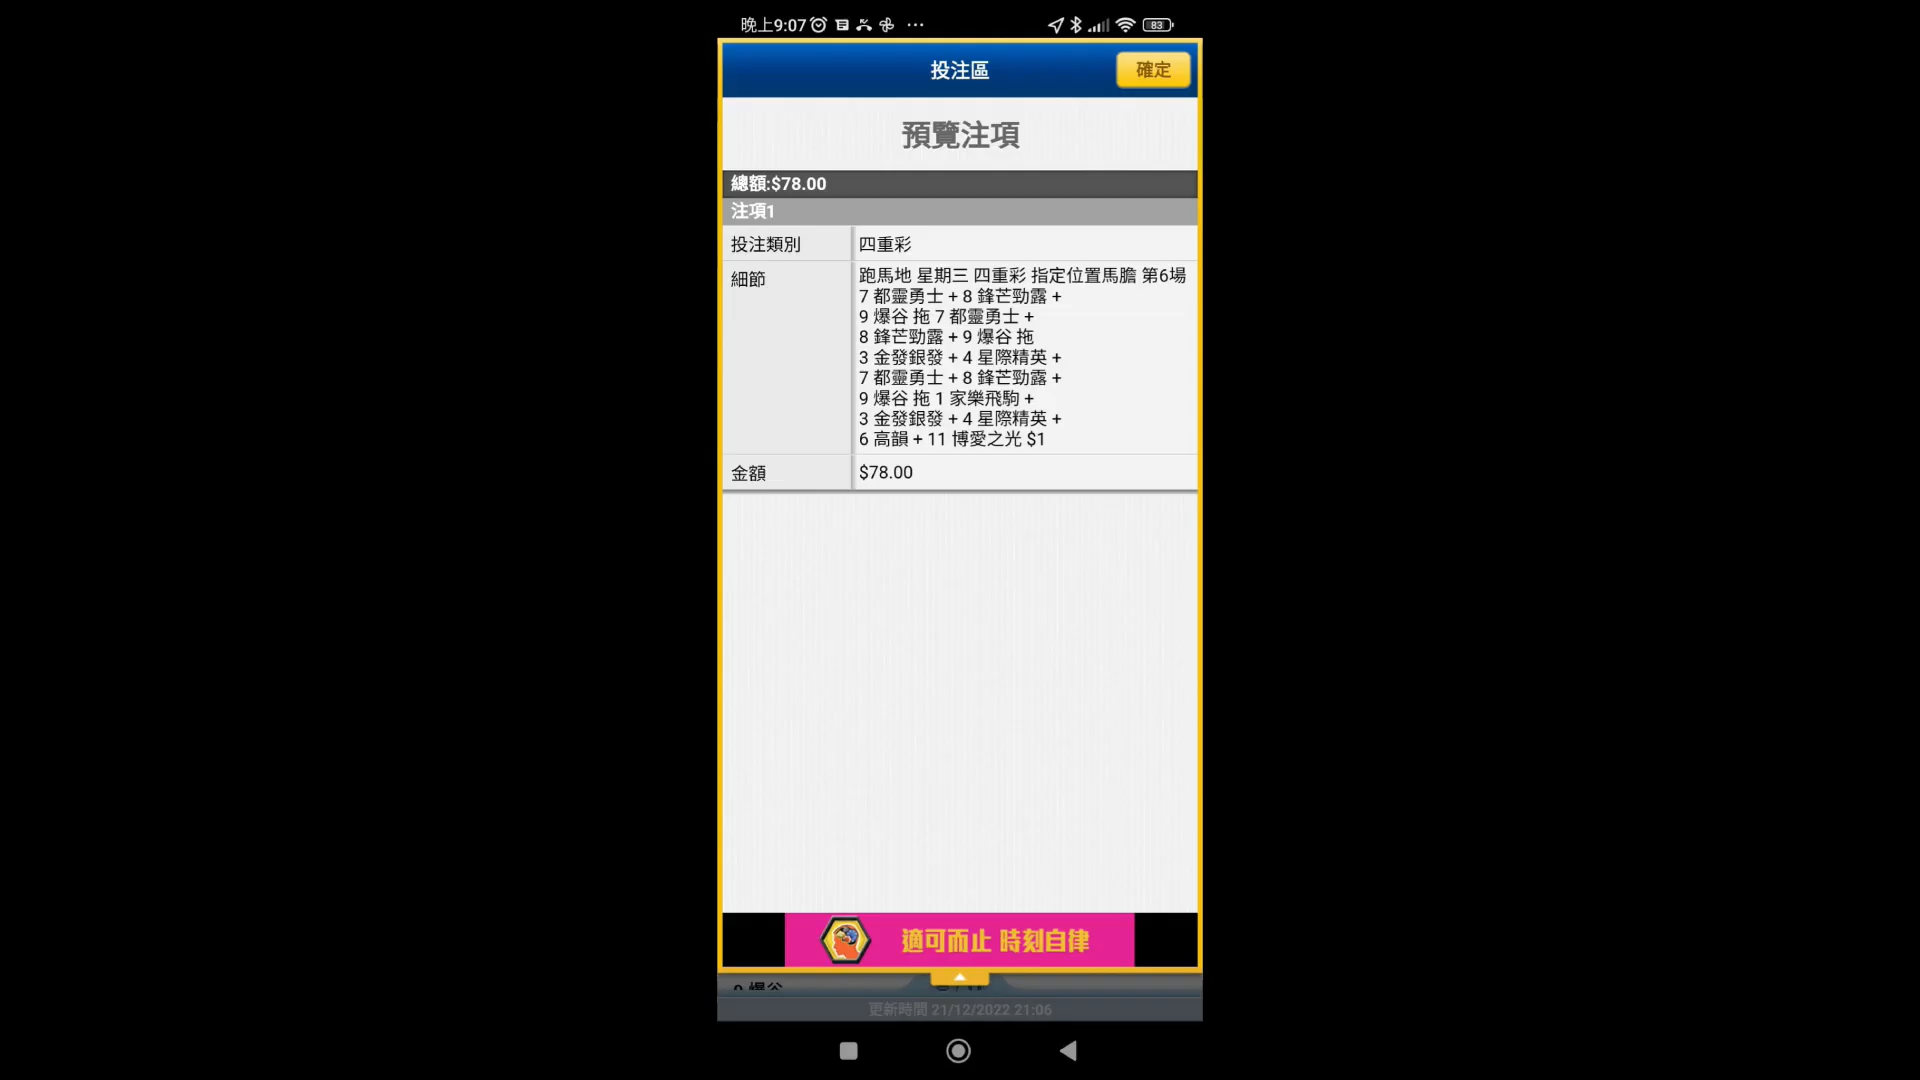 晚上9:07
83
投注區
確定
預覽注項
總額:$78.00
注項1
投注類別
四重彩
細節
跑馬地 星期三 四重彩 指定位置馬膽 第6場
7 都靈勇士 + 8 鋒芒勁露 +
9 爆谷 拖 7 都靈勇士 +
8 鋒芒勁露 + 9 爆谷 拖
3 金發銀發 + 4 星際精英 +
7 都靈勇士 + 8 鋒芒勁露 +
9 爆谷 拖 1 家樂飛駒 +
3 金發銀發 + 4 星際精英 +
6 高韻 + 11 博愛之光 $1
金額
$78.00
適可而止 時刻自律
9 爆谷
更新時間 21/12/2022 21:06